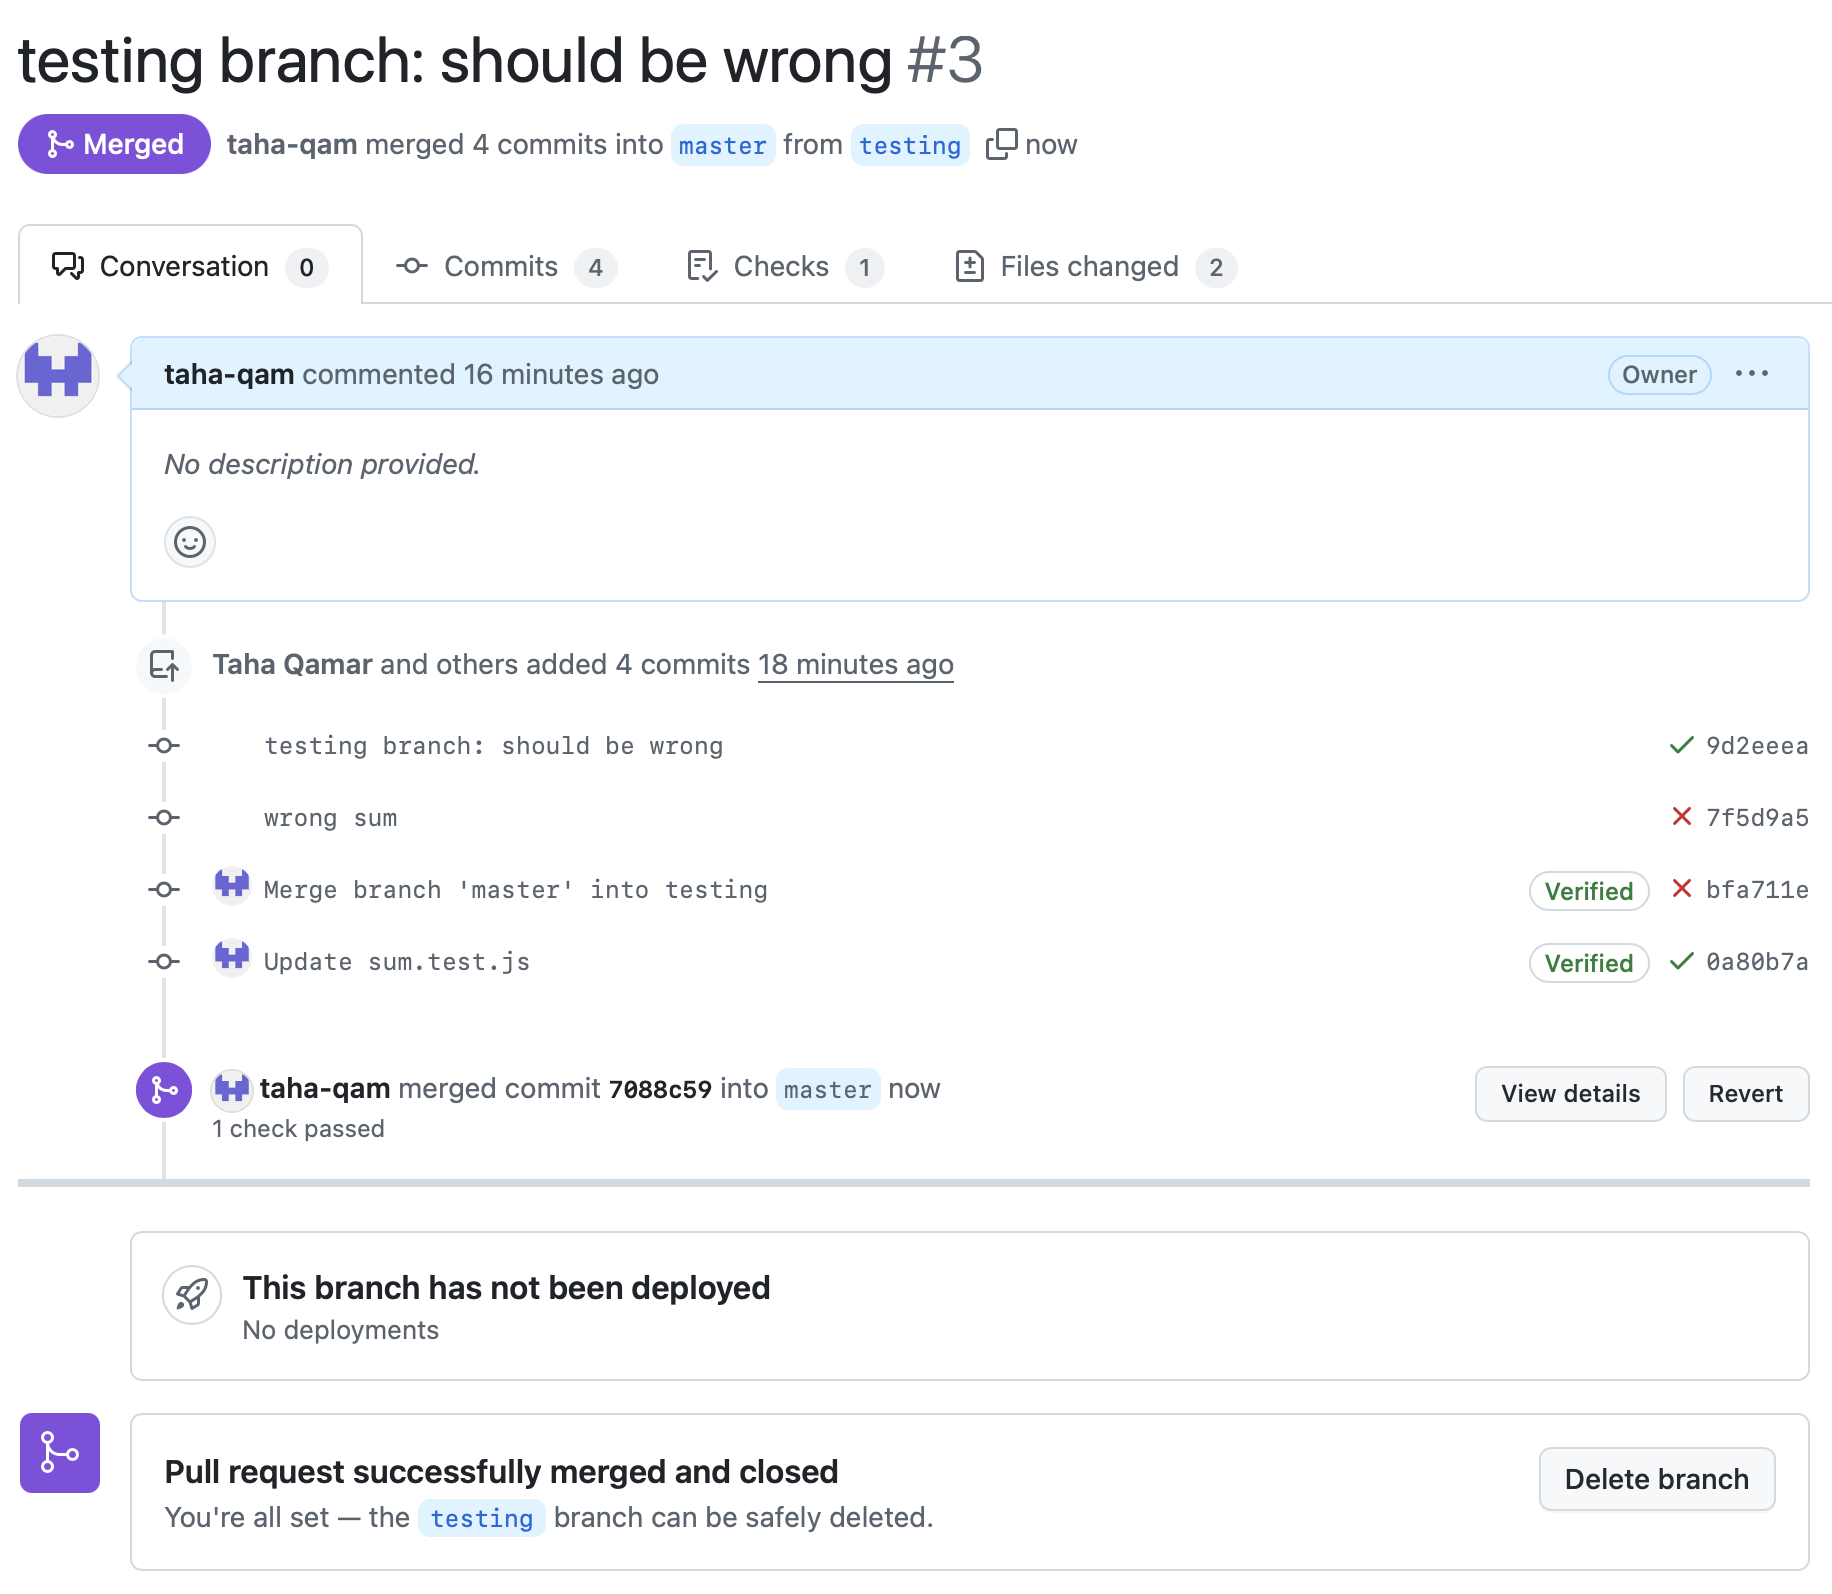 testing branch: should be wrong #3
Merged taha-qam merged 4 commits into master from testing now
Conversation 0 Commits 4 Checks 1 Files changed 2
taha-qam commented 16 minutes ago Owner
No description provided.
Taha Qamar and others added 4 commits 18 minutes ago
testing branch: should be wrong 9d2eeea
wrong sum 7f5d9a5
Merge branch 'master' into testing Verified bfa711e
Update sum.test.js Verified 0a80b7a
taha-qam merged commit 7088c59 into master now View details Revert
1 check passed
This branch has not been deployed
No deployments
Pull request successfully merged and closed
You're all set — the testing branch can be safely deleted.
Delete branch